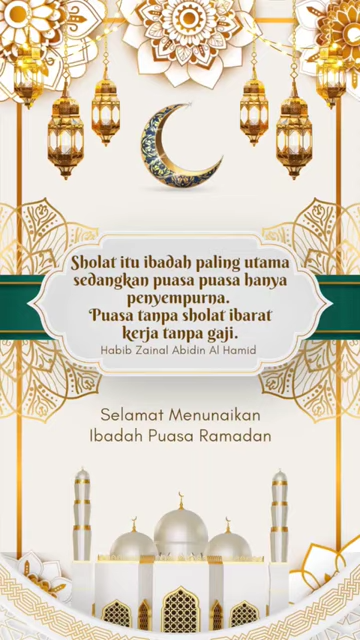 Sholat itu ibadah paling utama
sedangkan puasa puasa hanya
penyempurna.
Puasa tanpa sholat ibarat
kerja tanpa gaji.
Habib Zainal Abidin Al Hamid
Selamat Menunaikan
Ibadah Puasa Ramadan